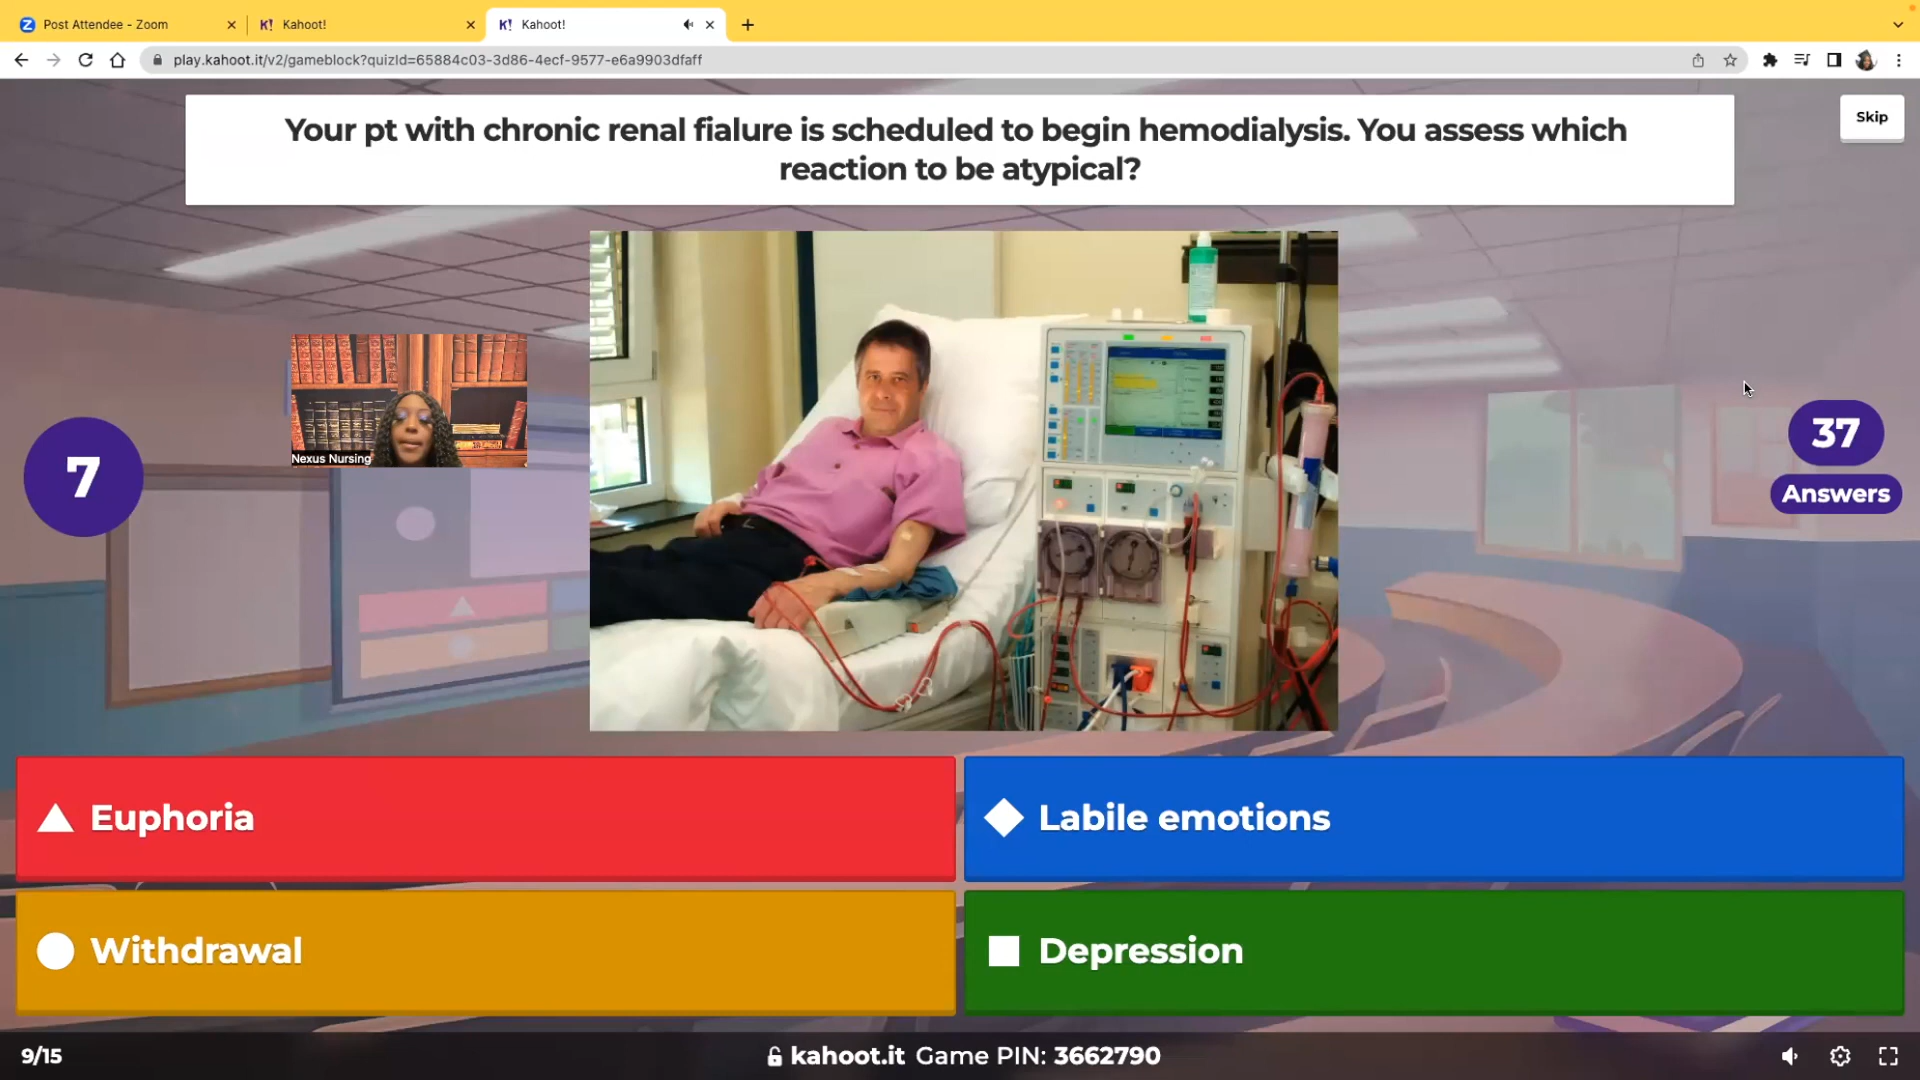 Post Attendee - Zoom
Kahoot!
Kahoot!
play.kahoot.it/v2/gameblock?quizId=65884c03-3d86-4ecf-9577-e6a9903dfaff
Your pt with chronic renal fialure is scheduled to begin hemodialysis. You assess which
reaction to be atypical?
Skip
Nexus Nursing
7
37
Answers
Euphoria
Labile emotions
Withdrawal
Depression
9/15
kahoot.it Game PIN: 3662790